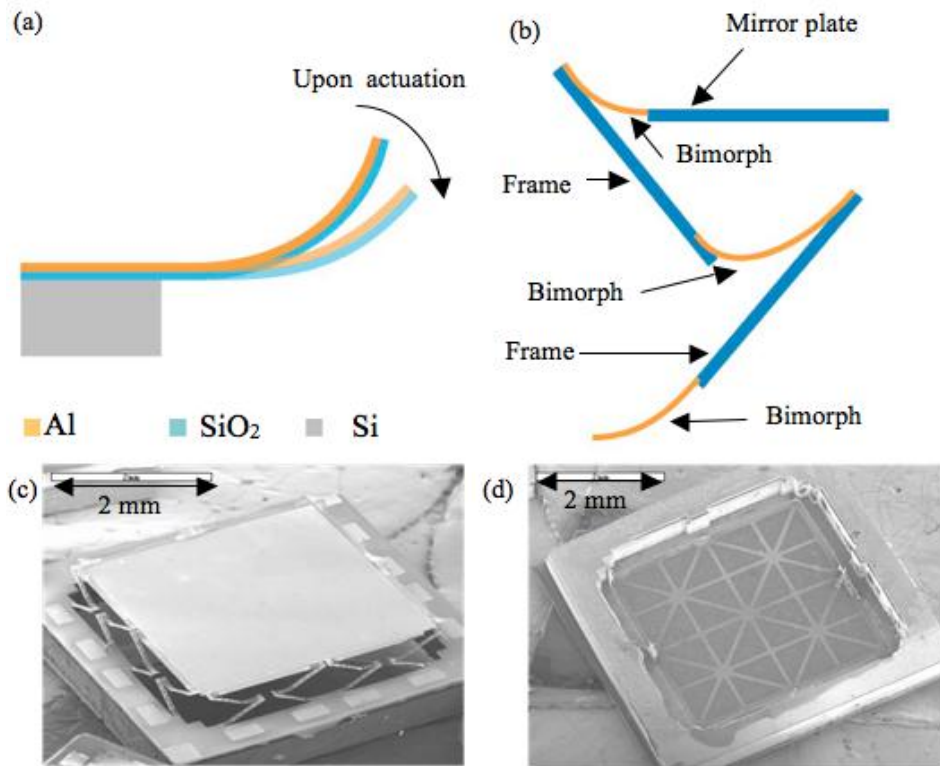 (a)
Upon actuation
Al
SiO₂
Si
(b)
Mirror plate
Bimorph
Frame
Bimorph
Frame
Bimorph
(c)
2 mm
(d)
2 mm